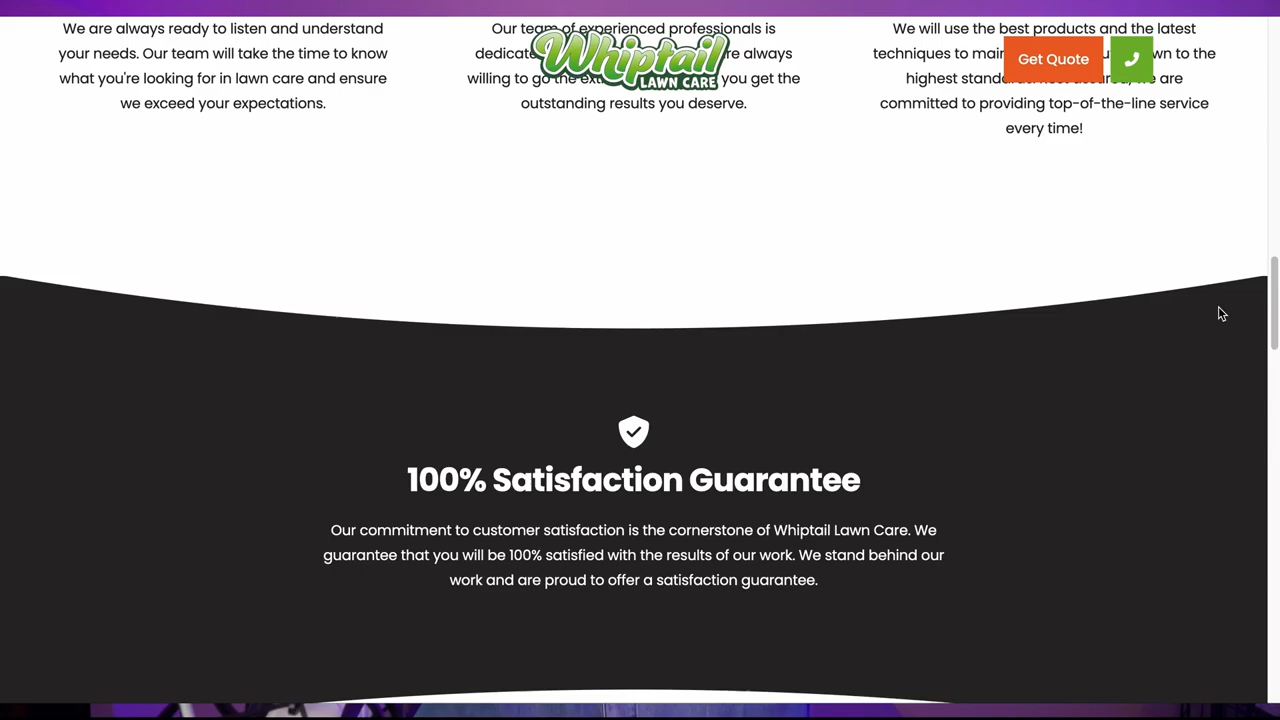 We are always ready to listen and understand
your needs. Our team will take the time to know
what you're looking for in lawn care and ensure
we exceed your expectations.
Our team of experienced professionals is
dedicate always
willing to go the you get the
outstanding results you deserve.
We will use the best products and the latest
techniques to to the
highest are
committed to providing top-of-the-line service
every time!
Whiptail
LAWN CARE
Get Quote
100% Satisfaction Guarantee
Our commitment to customer satisfaction is the cornerstone of Whiptail Lawn Care. We
guarantee that you will be 100% satisfied with the results of our work. We stand behind our
work and are proud to offer a satisfaction guarantee.